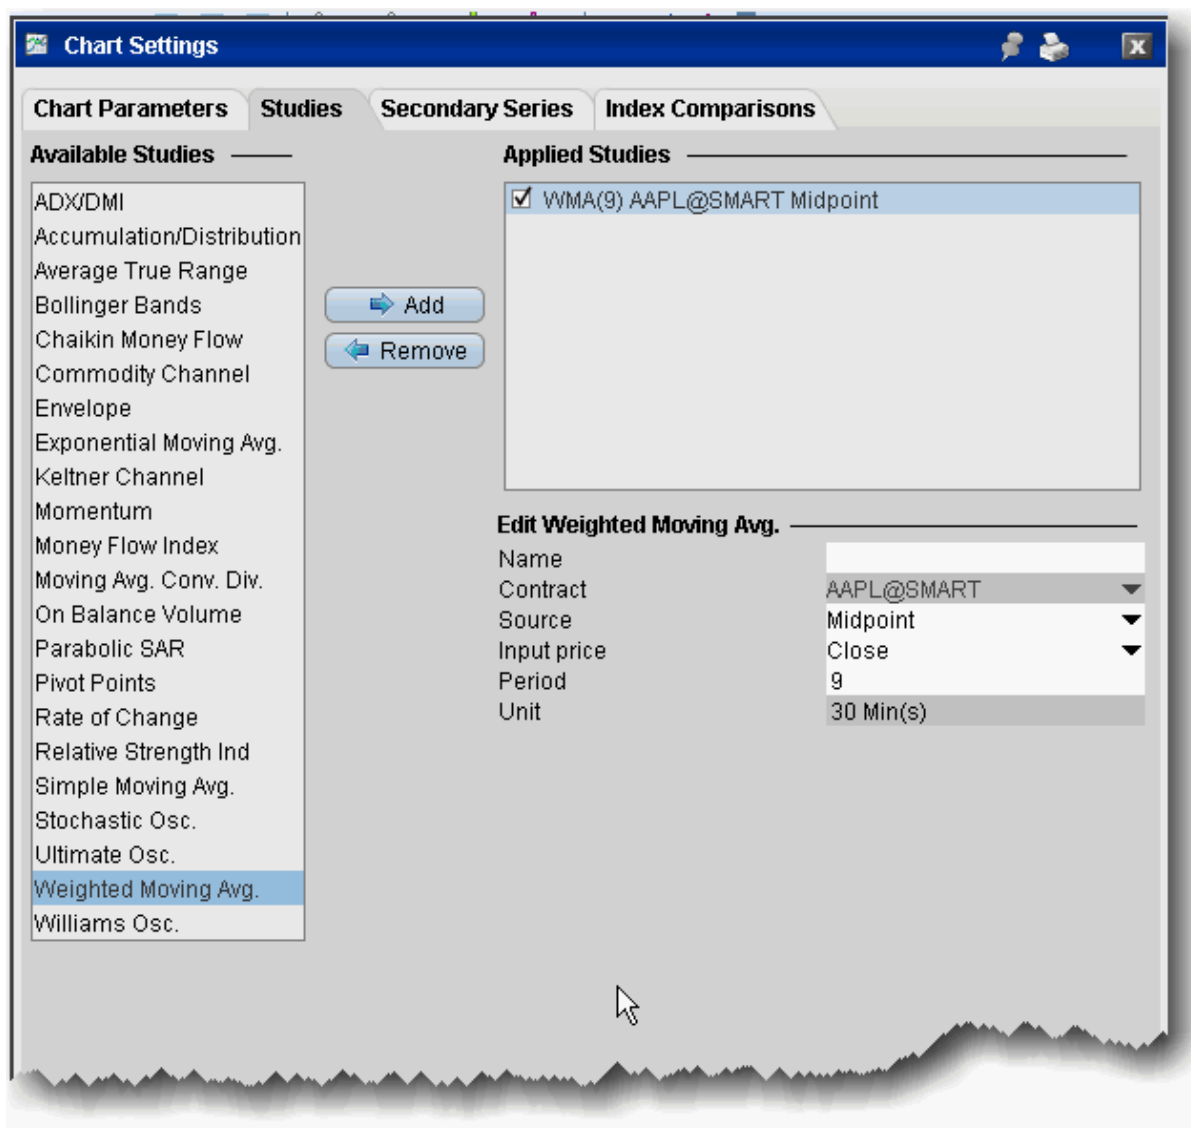 Chart Settings
Chart Parameters Studies Secondary Series Index Comparisons
Available Studies
ADX/DMI
Accumulation/Distribution
Average True Range
Bollinger Bands
Chaikin Money Flow
Commodity Channel
Envelope
Exponential Moving Avg.
Keltner Channel
Momentum
Money Flow Index
Moving Avg. Conv. Div.
On Balance Volume
Parabolic SAR
Pivot Points
Rate of Change
Relative Strength Ind
Simple Moving Avg.
Stochastic Osc.
Ultimate Osc.
Weighted Moving Avg.
Williams Osc.
Add
Remove
Applied Studies
WMA(9) AAPL@SMART Midpoint
Edit Weighted Moving Avg.
Name
Contract AAPL@SMART
Source Midpoint
Input price Close
Period 9
Unit 30 Min(s)